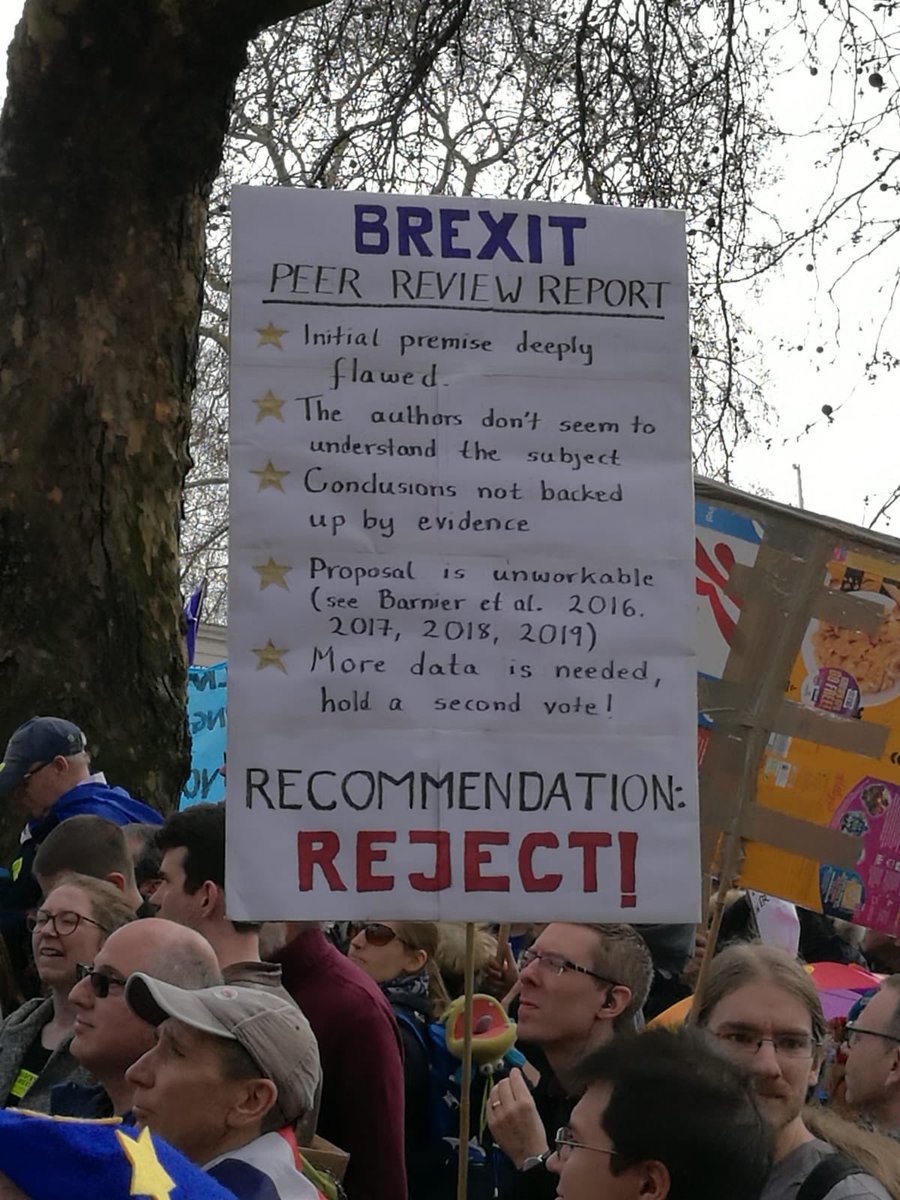 BREXIT
PEER REVIEW REPORT
Initial premise deeply
flawed.
The authors don't seem to
understand the subject
Conclusions not backed
up by evidence
Proposal is unworkable
(see Barnier et al. 2016.
2017, 2018, 2019)
More data is needed,
hold a second vote!
RECOMMENDATION:
REJECT!